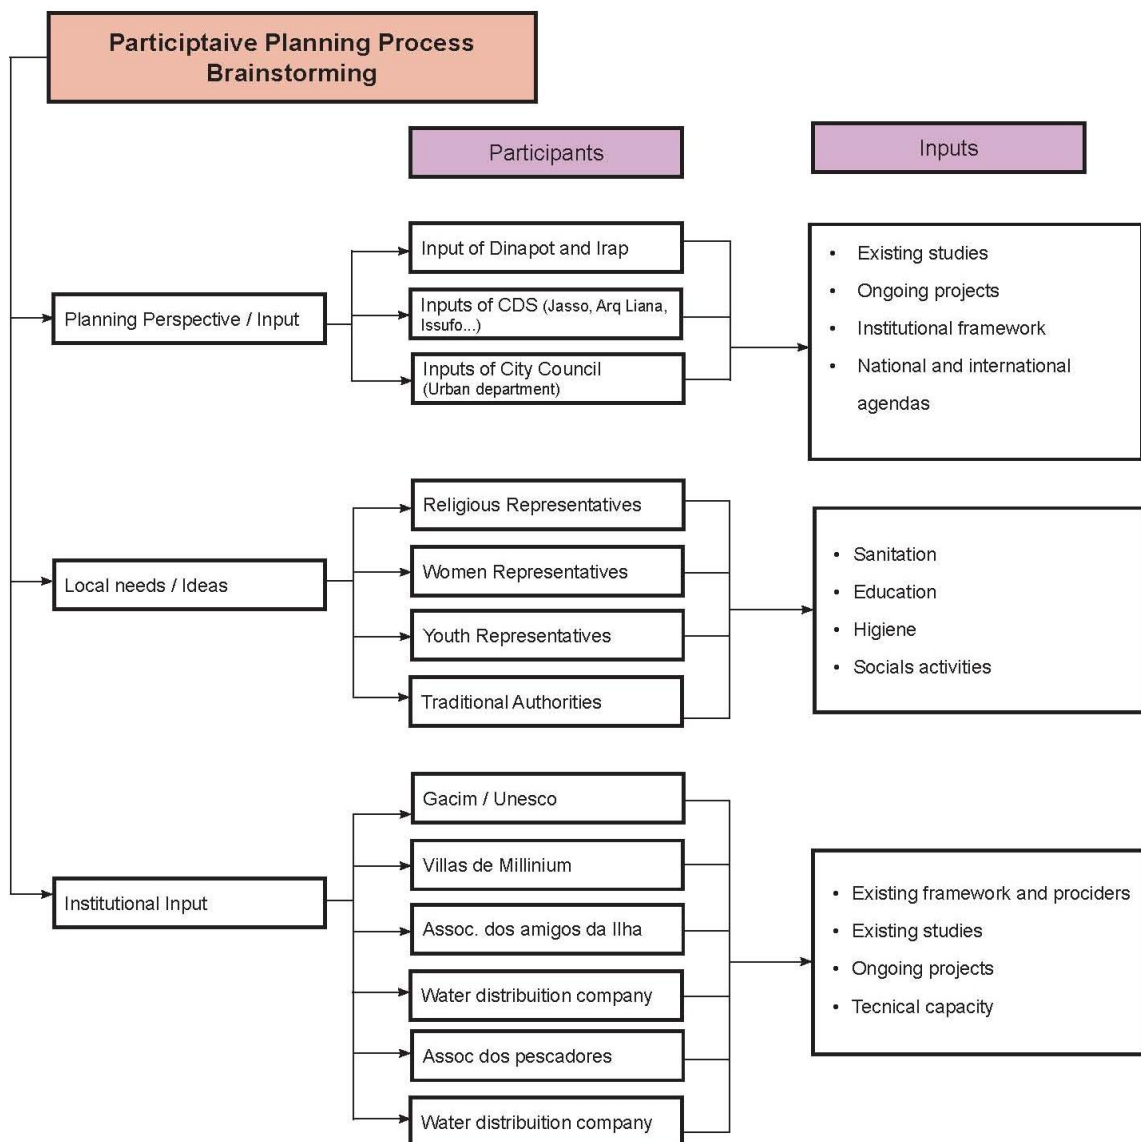 Participtaive Planning Process
Brainstorming
Participants
Inputs
Planning Perspective / Input
Input of Dinapot and Irap
Inputs of CDS (Jasso, Arq Liana,
Issufo...)
Inputs of City Council
(Urban department)
• Existing studies
• Ongoing projects
• Institutional framework
• National and international
agendas
Local needs / Ideas
Religious Representatives
Women Representatives
Youth Representatives
Traditional Authorities
• Sanitation
• Education
• Higiene
• Socials activities
Institutional Input
Gacim / Unesco
Villas de Millinium
Assoc. dos amigos da Ilha
Water distribuition company
Assoc dos pescadores
Water distribuition company
• Existing framework and prociders
• Existing studies
• Ongoing projects
• Tecnical capacity